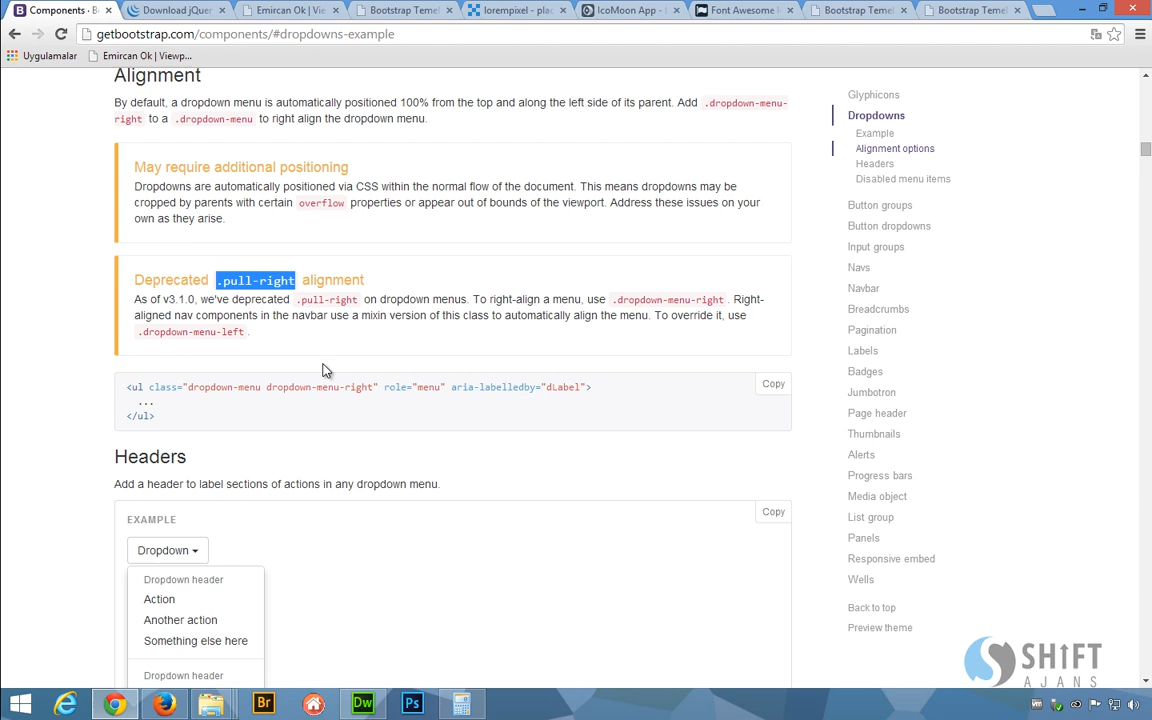 Components · B
Download jQuer
Emircan Ok | Vi
Bootstrap Temel
lorempixel - plac
IcoMoon App - I
Font Awesome I
Bootstrap Temel
Bootstrap Temel
getbootstrap.com/components/#dropdowns-example
Uygulamalar
Emircan Ok | Viewp...
Alignment
By default, a dropdown menu is automatically positioned 100% from the top and along the left side of its parent. Add .dropdown-menu-
right to a .dropdown-menu to right align the dropdown menu.
May require additional positioning
Dropdowns are automatically positioned via CSS within the normal flow of the document. This means dropdowns may be
cropped by parents with certain overflow properties or appear out of bounds of the viewport. Address these issues on your
own as they arise.
Deprecated .pull-right alignment
As of v3.1.0, we've deprecated .pull-right on dropdown menus. To right-align a menu, use .dropdown-menu-right. Right-
aligned nav components in the navbar use a mixin version of this class to automatically align the menu. To override it, use
.dropdown-menu-left.
Copy
<ul class="dropdown-menu dropdown-menu-right" role="menu" aria-labelledby="dLabel">
...
</ul>
Headers
Add a header to label sections of actions in any dropdown menu.
Copy
EXAMPLE
Dropdown
Dropdown header
Action
Another action
Something else here
Dropdown header
Glyphicons
Dropdowns
Example
Alignment options
Headers
Disabled menu items
Button groups
Button dropdowns
Input groups
Navs
Navbar
Breadcrumbs
Pagination
Labels
Badges
Jumbotron
Page header
Thumbnails
Alerts
Progress bars
Media object
List group
Panels
Responsive embed
Wells
Back to top
Preview theme
SHIFT
AJANS
Br
Dw
Ps